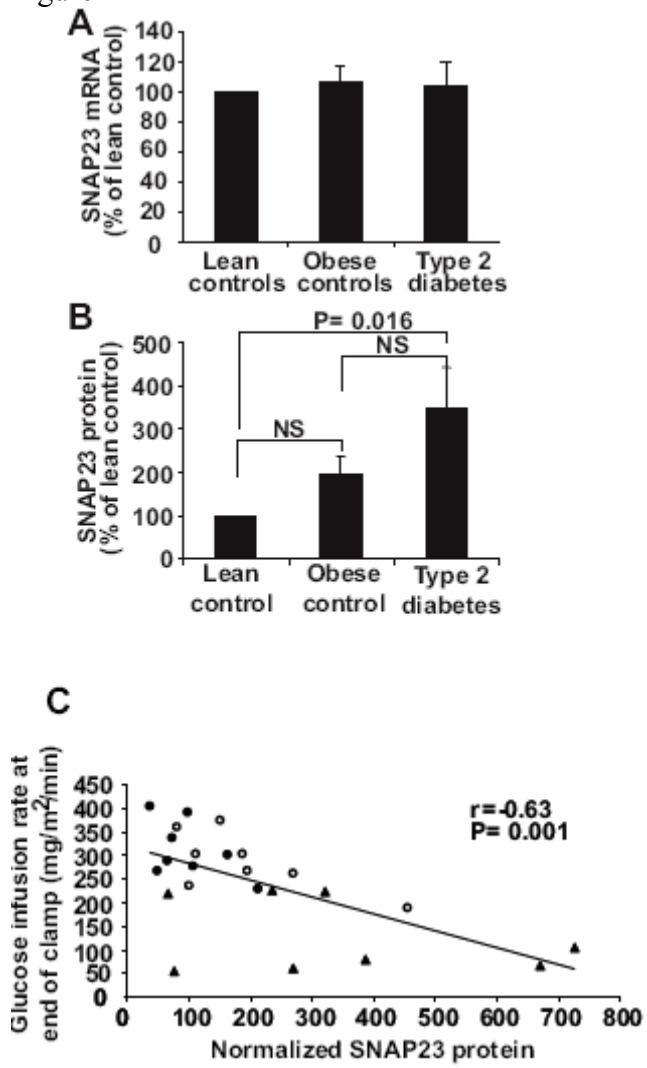 A
SNAP23 mRNA
(% of lean control)
140
120
100
80
60
40
20
0
Lean controls
Obese controls
Type 2 diabetes
B
P= 0.016
NS
NS
SNAP23 protein
(% of lean control)
500
400
300
200
100
0
Lean control
Obese control
Type 2 diabetes
C
Glucose infusion rate at
end of clamp (mg/m2/min)
450
400
350
300
250
200
150
100
50
0
r=-0.63
P= 0.001
0 100 200 300 400 500 600 700 800
Normalized SNAP23 protein